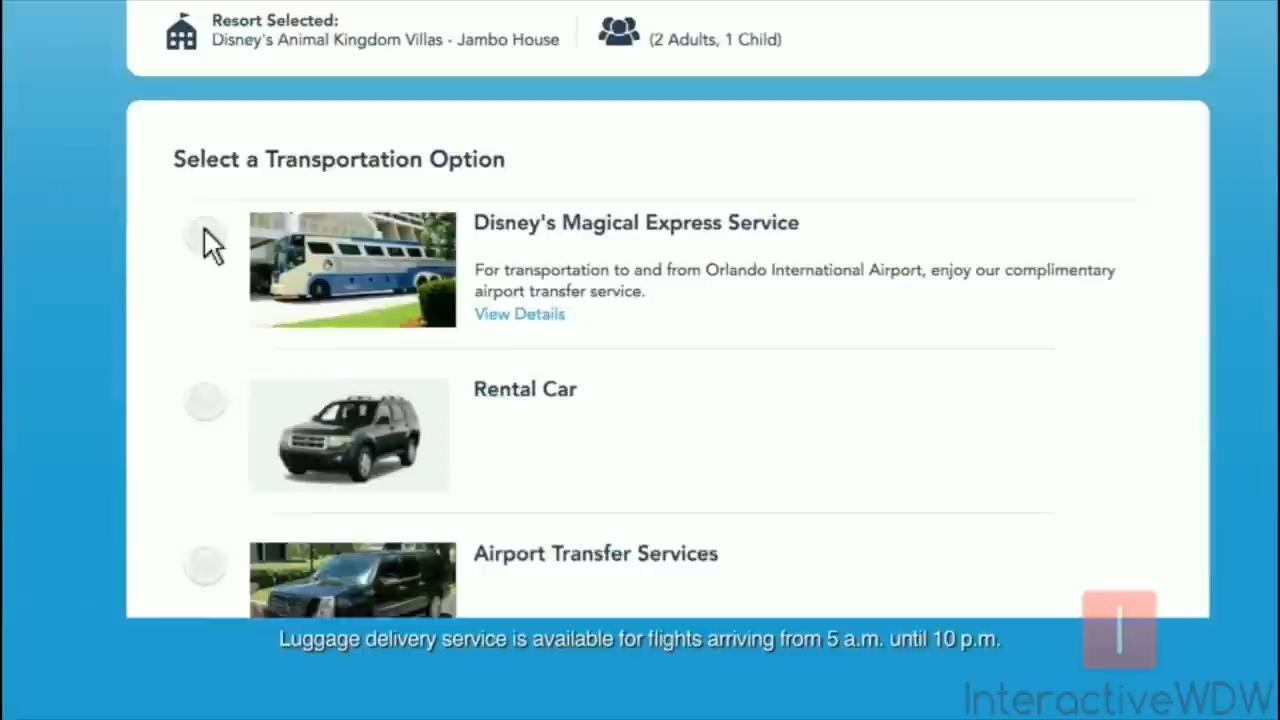 Resort Selected:
Disney's Animal Kingdom Villas - Jambo House
(2 Adults, 1 Child)
Select a Transportation Option
Disney's Magical Express Service
For transportation to and from Orlando International Airport, enjoy our complimentary
airport transfer service.
View Details
Rental Car
Airport Transfer Services
Luggage delivery service is available for flights arriving from 5 a.m. until 10 p.m.
I
InteractiveWDW